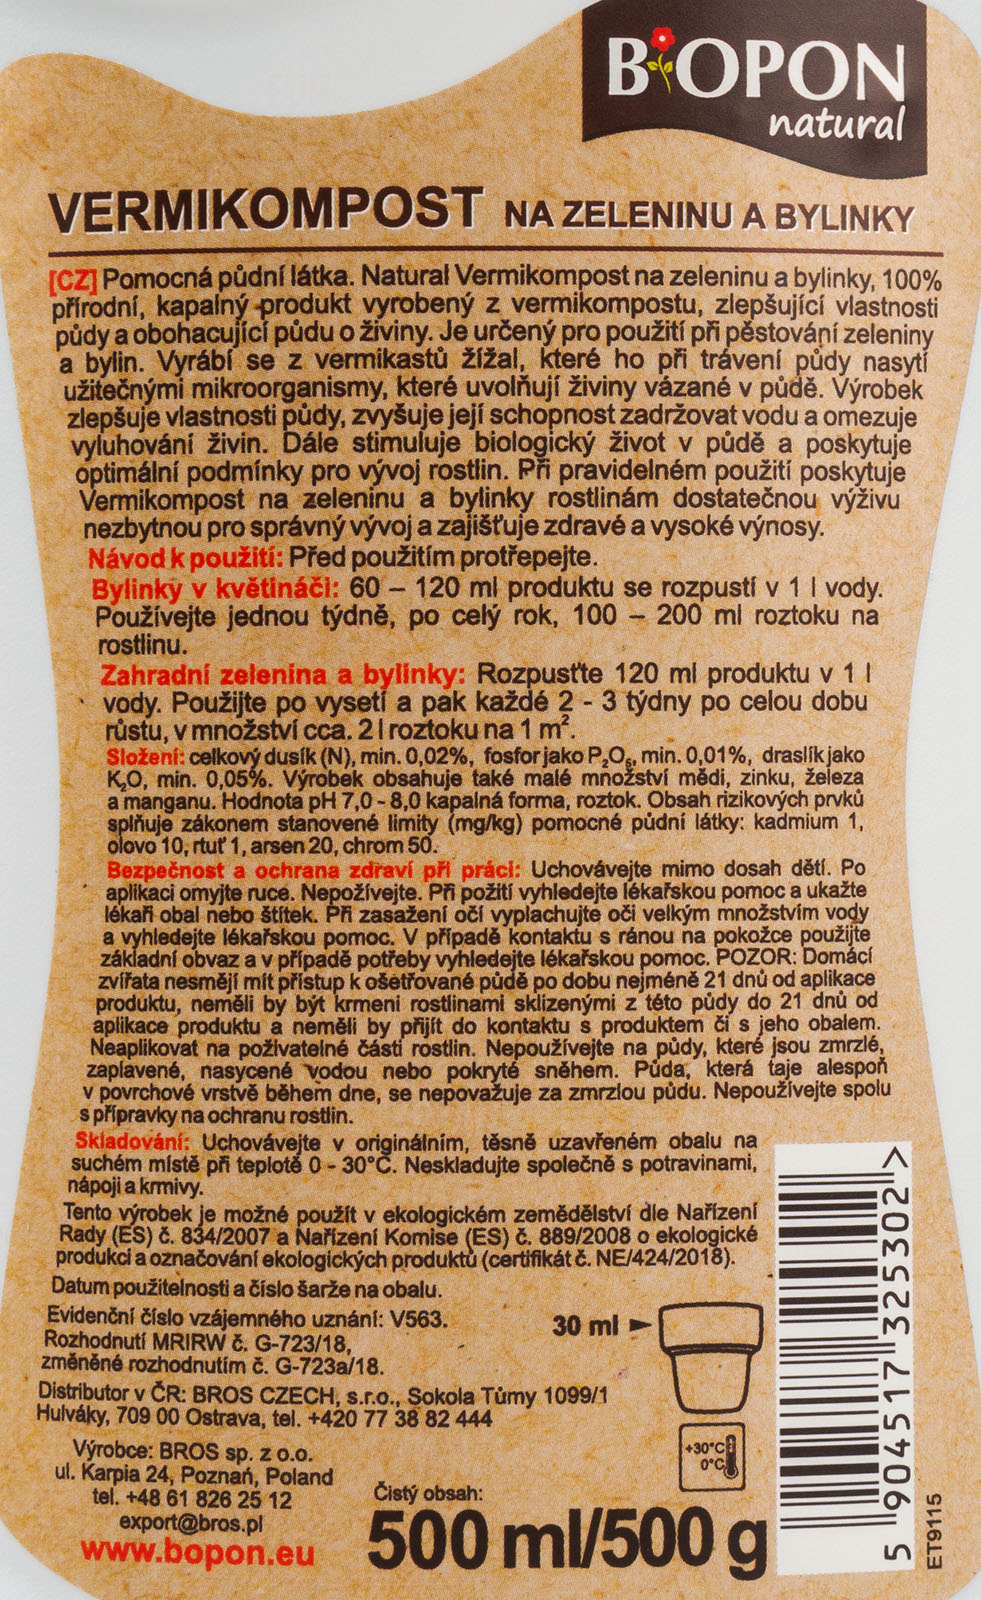 BIOPON
natural
VERMIKOMPOST NA ZELENINU A BYLINKY
[CZ] Pomocná půdní látka. Natural Vermikompost na zeleninu a bylinky, 100%
přírodní, kapalný produkt vyrobený z vermikompostu, zlepšující vlastnosti
půdy a obohacující půdu o živiny. Je určený pro použití při pěstování zeleniny
a bylin. Vyrábí se z vermikastů žížal, které ho při trávení půdy nasytí
užitečnými mikroorganismy, které uvolňují živiny vázané v půdě. Výrobek
zlepšuje vlastnosti půdy, zvyšuje její schopnost zadržovat vodu a omezuje
vyluhování živin. Dále stimuluje biologický život v půdě a poskytuje
optimální podmínky pro vývoj rostlin. Při pravidelném použití poskytuje
Vermikompost na zeleninu a bylinky rostlinám dostatečnou výživu
nezbytnou pro správný vývoj a zajišťuje zdravé a vysoké výnosy.
Návod k použití: Před použitím protřepejte.
Bylinky v květináči: 60 – 120 ml produktu se rozpustí v 1 l vody.
Používejte jednou týdně, po celý rok, 100 – 200 ml roztoku na
rostlinu.
Zahradní zelenina a bylinky: Rozpusťte 120 ml produktu v 1 l
vody. Použijte po vysetí a pak každé 2 - 3 týdny po celou dobu
růstu, v množství cca. 2 l roztoku na 1 m².
Složení: celkový dusík (N), min. 0,02%, fosfor jako P₂O₅, min. 0,01%, draslík jako
K₂O, min. 0,05%. Výrobek obsahuje také malé množství mědi, zinku, železa
a manganu. Hodnota pH 7,0 - 8,0 kapalná forma, roztok. Obsah rizikových prvků
splňuje zákonem stanovené limity (mg/kg) pomocné půdní látky: kadmium 1,
olovo 10, rtuť 1, arsen 20, chrom 50.
Bezpečnost a ochrana zdraví při práci: Uchovávejte mimo dosah dětí. Po
aplikaci omyjte ruce. Nepožívejte. Při požití vyhledejte lékařskou pomoc a ukažte
lékaři obal nebo štítek. Při zasažení očí vyplachujte oči velkým množstvím vody
a vyhledejte lékařskou pomoc. V případě kontaktu s ránou na pokožce použijte
základní obvaz a v případě potřeby vyhledejte lékařskou pomoc. POZOR: Domácí
zvířata nesmějí mít přístup k ošetřované půdě po dobu nejméně 21 dnů od aplikace
produktu, neměli by být krmeni rostlinami sklizenými z této půdy do 21 dnů od
aplikace produktu a neměli by přijít do kontaktu s produktem či s jeho obalem.
Neaplikovat na poživatelné části rostlin. Nepoužívejte na půdy, které jsou zmrzlé,
zaplavené, nasycené vodou nebo pokryté sněhem. Půda, která taje alespoň
v povrchové vrstvě během dne, se nepovažuje za zmrzlou půdu. Nepoužívejte spolu
s přípravky na ochranu rostlin.
Skladování: Uchovávejte v originálním, těsně uzavřeném obalu na
suchém místě při teplotě 0 - 30°C. Neskladujte společně s potravinami,
nápoji a krmivy.
Tento výrobek je možné použít v ekologickém zemědělství dle Nařízení
Rady (ES) č. 834/2007 a Nařízení Komise (ES) č. 889/2008 o ekologické
produkci a označování ekologických produktů (certifikát č. NE/424/2018).
Datum použitelnosti a číslo šarže na obalu.
Evidenční číslo vzájemného uznání: V563.
Rozhodnutí MRIRW č. G-723/18,
změněné rozhodnutím č. G-723a/18.
30 ml
Distributor v ČR: BROS CZECH, s.r.o., Sokola Tůmy 1099/1
Hulváky, 709 00 Ostrava, tel. +420 77 38 82 444
Výrobce: BROS sp. z o.o.
ul. Karpia 24, Poznań, Poland
tel. +48 61 826 25 12
export@bros.pl
www.bopon.eu
+30°C
0°C
Čistý obsah:
500 ml/500 g
5 904517 325302 >
ET9115